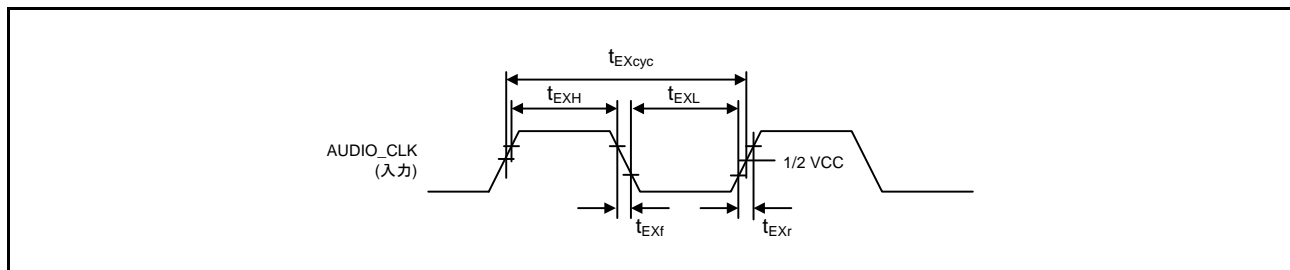 tEXcyc
tEXH
tEXL
AUDIO_CLK
(入力)
1/2 VCC
tEXf
tEXr